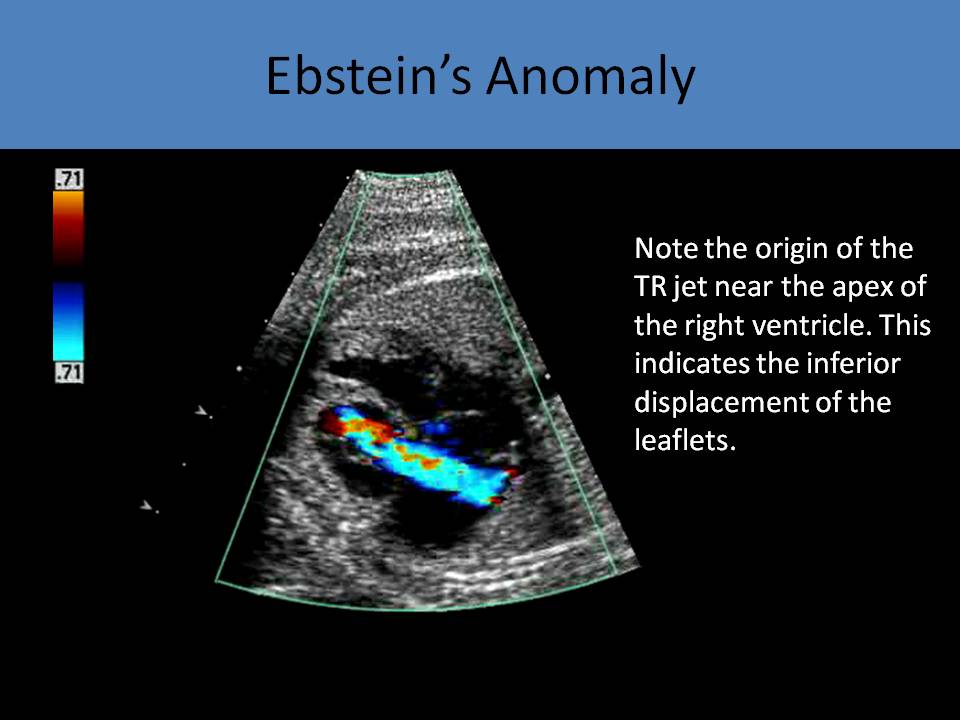 Ebstein’s Anomaly
.71
.71
Note the origin of the
TR jet near the apex of
the right ventricle. This
indicates the inferior
displacement of the
leaflets.